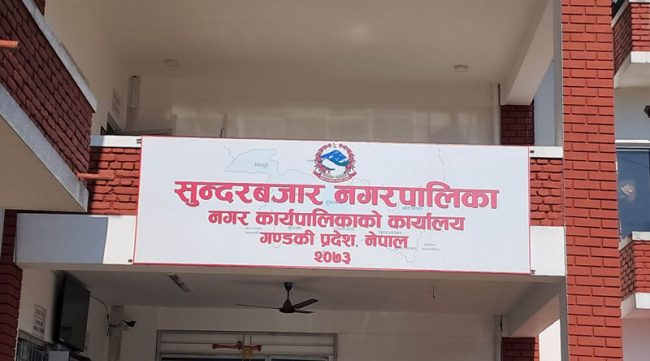 सुन्दरबजार नगरपालिका
नगर कार्यपालिकाको कार्यालय
गण्डकी प्रदेश, नेपाल
२०७३